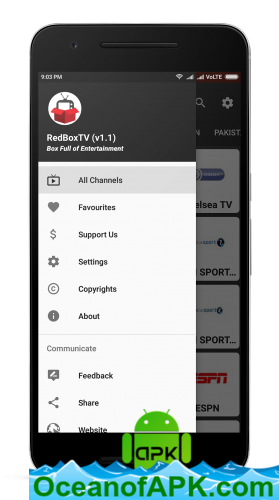 9:03 PM
VoLTE
RedBoxTV (v1.1)
Box Full of Entertainment
N PAKIST
All Channels
elsea TV
Favourites
Support Us
Settings
SPORT...
Copyrights
About
SPORT...
Communicate
Feedback
ESPN
Share
ESPN
Website
apk
OceanofAPK.com